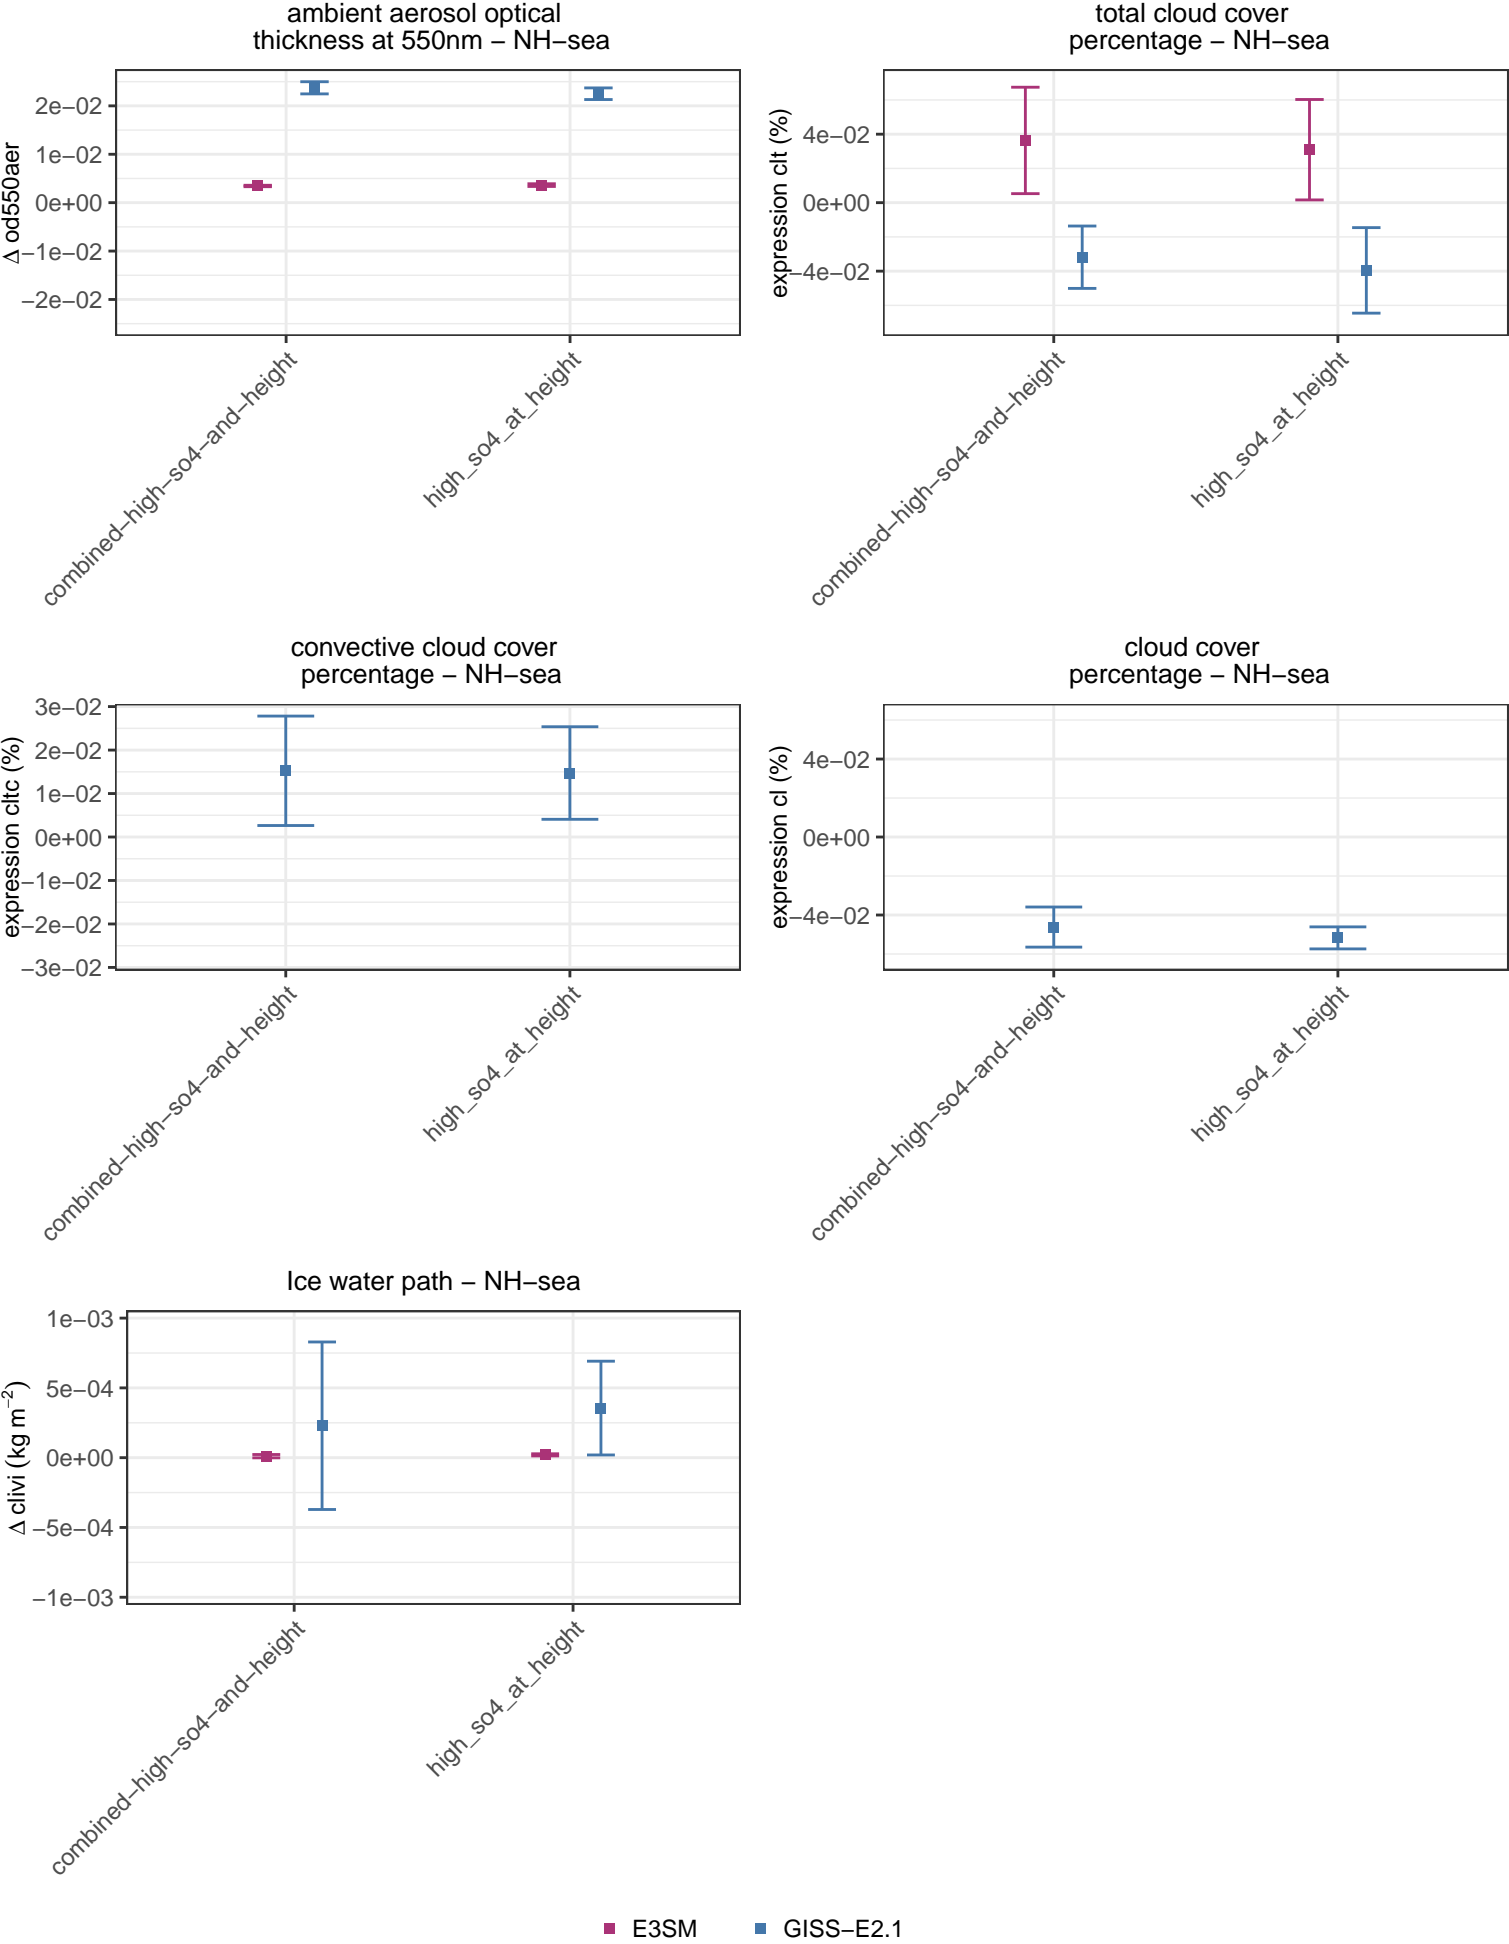 ambient aerosol optical
thickness at 550nm − NH−sea
Δ od550aer
2e−02
1e−02
0e+00
−1e−02
−2e−02
combined−high−so4−and−height
high_so4_at_height
total cloud cover
percentage − NH−sea
expression clt (%)
4e−02
0e+00
−4e−02
combined−high−so4−and−height
high_so4_at_height
convective cloud cover
percentage − NH−sea
expression cltc (%)
3e−02
2e−02
1e−02
0e+00
−1e−02
−2e−02
−3e−02
combined−high−so4−and−height
high_so4_at_height
cloud cover
percentage − NH−sea
expression cl (%)
4e−02
0e+00
−4e−02
combined−high−so4−and−height
high_so4_at_height
Ice water path − NH−sea
Δ clivi (kg m⁻²)
1e−03
5e−04
0e+00
−5e−04
−1e−03
combined−high−so4−and−height
high_so4_at_height
E3SM
GISS−E2.1